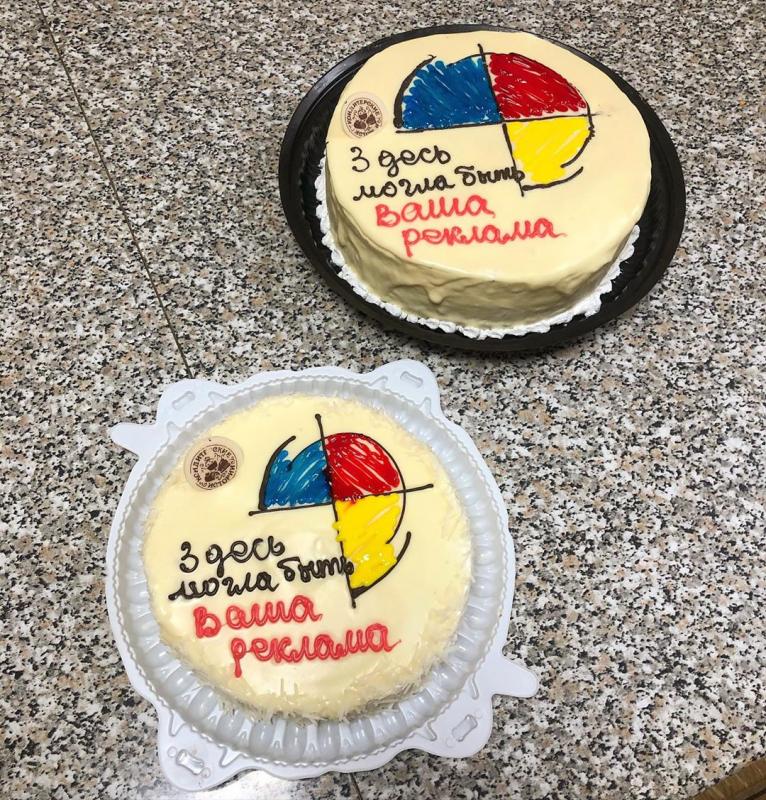 Здесь
могла быть
ваша
реклама
Здесь
могла быть
ваша
реклама